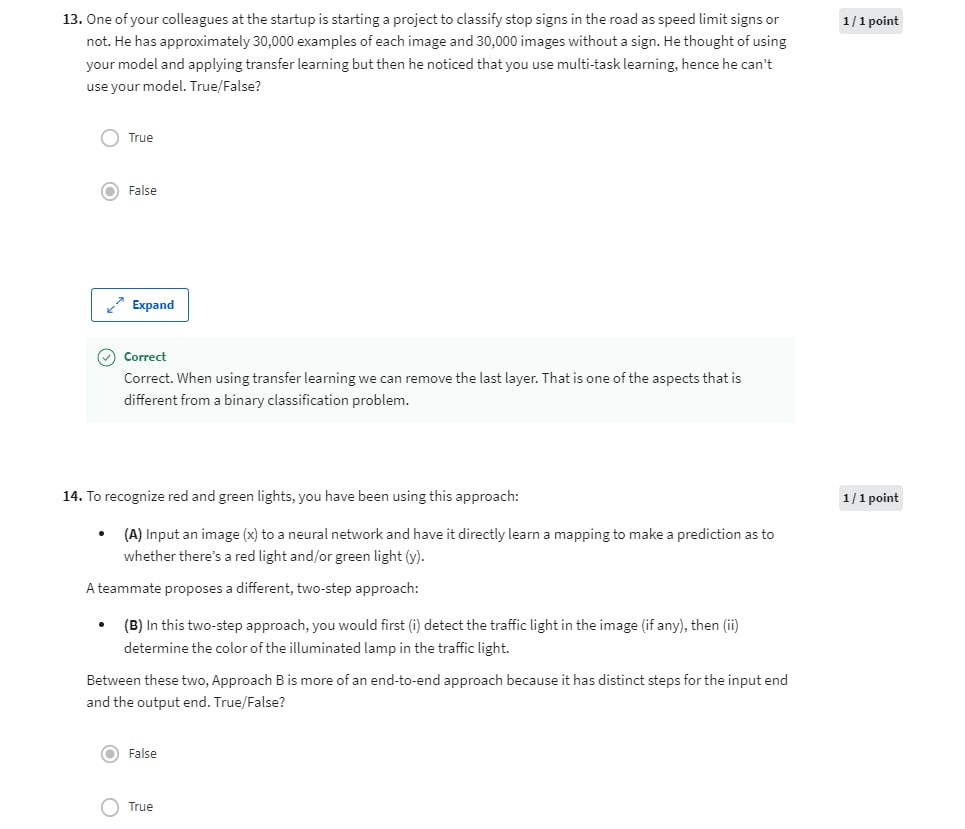 13. One of your colleagues at the startup is starting a project to classify stop signs in the road as speed limit signs or
1 / 1 point
not. He has approximately 30,000 examples of each image and 30,000 images without a sign. He thought of using
your model and applying transfer learning but then he noticed that you use multi-task learning, hence he can't
use your model. True/False?
True
False
Expand
Correct
Correct. When using transfer learning we can remove the last layer. That is one of the aspects that is
different from a binary classification problem.
14. To recognize red and green lights, you have been using this approach:
1 / 1 point
• (A) Input an image (x) to a neural network and have it directly learn a mapping to make a prediction as to
whether there's a red light and/or green light (y).
A teammate proposes a different, two-step approach:
• (B) In this two-step approach, you would first (i) detect the traffic light in the image (if any), then (ii)
determine the color of the illuminated lamp in the traffic light.
Between these two, Approach B is more of an end-to-end approach because it has distinct steps for the input end
and the output end. True/False?
False
True